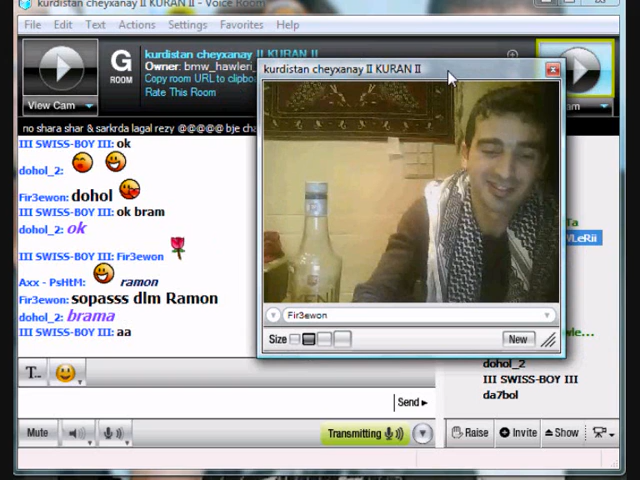 kurdistan cheyxanay II KURAN II - Voice Room
File Edit Text Actions Settings Favorites Help
G
ROOM
kurdistan cheyxanay II KURAN II
Owner: bmw_hawleri_
Copy room URL to clipbo
Rate This Room
View Cam
no shara shar & sarkrda lagal rezy @@@@@ bje cha
kurdistan cheyxanay II KURAN II
III SWISS-BOY III: ok
dohol_2:
Fir3ewon: dohol
III SWISS-BOY III: ok bram
dohol_2: ok
III SWISS-BOY III: Fir3ewon
Axx - PsHtM: ramon
Fir3ewon: sopasss dlm Ramon
dohol_2: brama
III SWISS-BOY III: aa
Fir3ewon
Size
New
dohol_2
III SWISS-BOY III
da7bol
T...
Send
Mute
Transmitting
Raise
Invite
Show